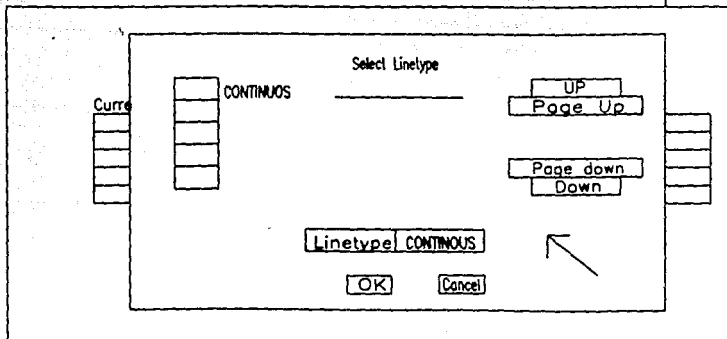 Select Linetype
CONTINUOS
UP
Curre
Page Up
Page down
Down
Linetype CONTINOUS
OK Cancel